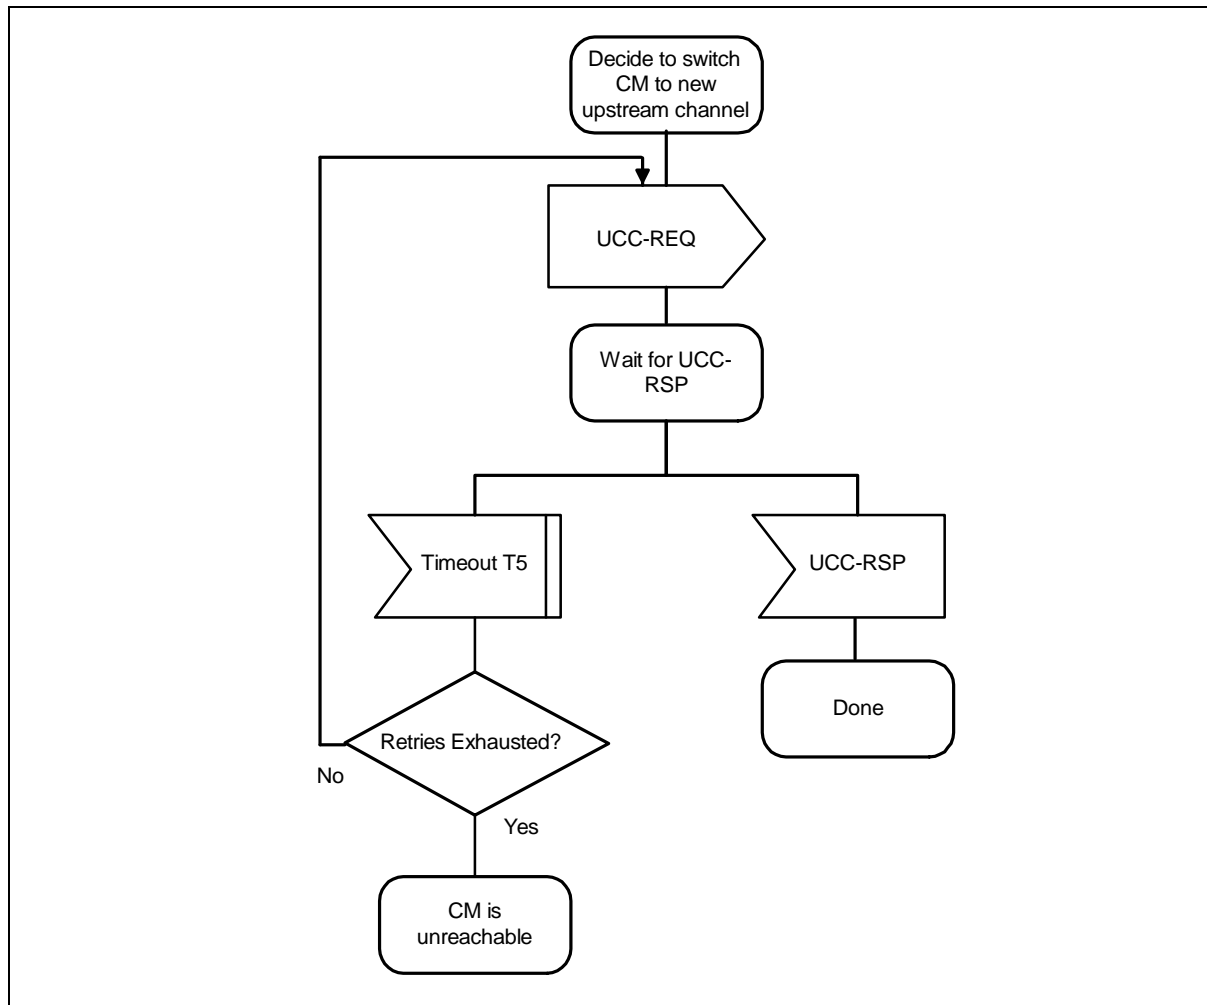 Decide to switch
CM to new
upstream channel
UCC-REQ
Wait for UCC-
RSP
Timeout T5
UCC-RSP
Retries Exhausted?
Done
No
Yes
CM is
unreachable